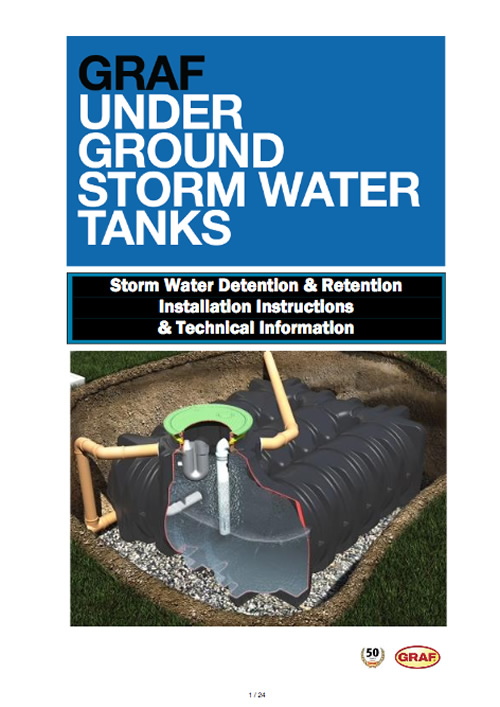 GRAF
UNDER
GROUND
STORM WATER
TANKS
Storm Water Detention & Retention
Installation Instructions
& Technical Information
50
GRAF
1 / 24